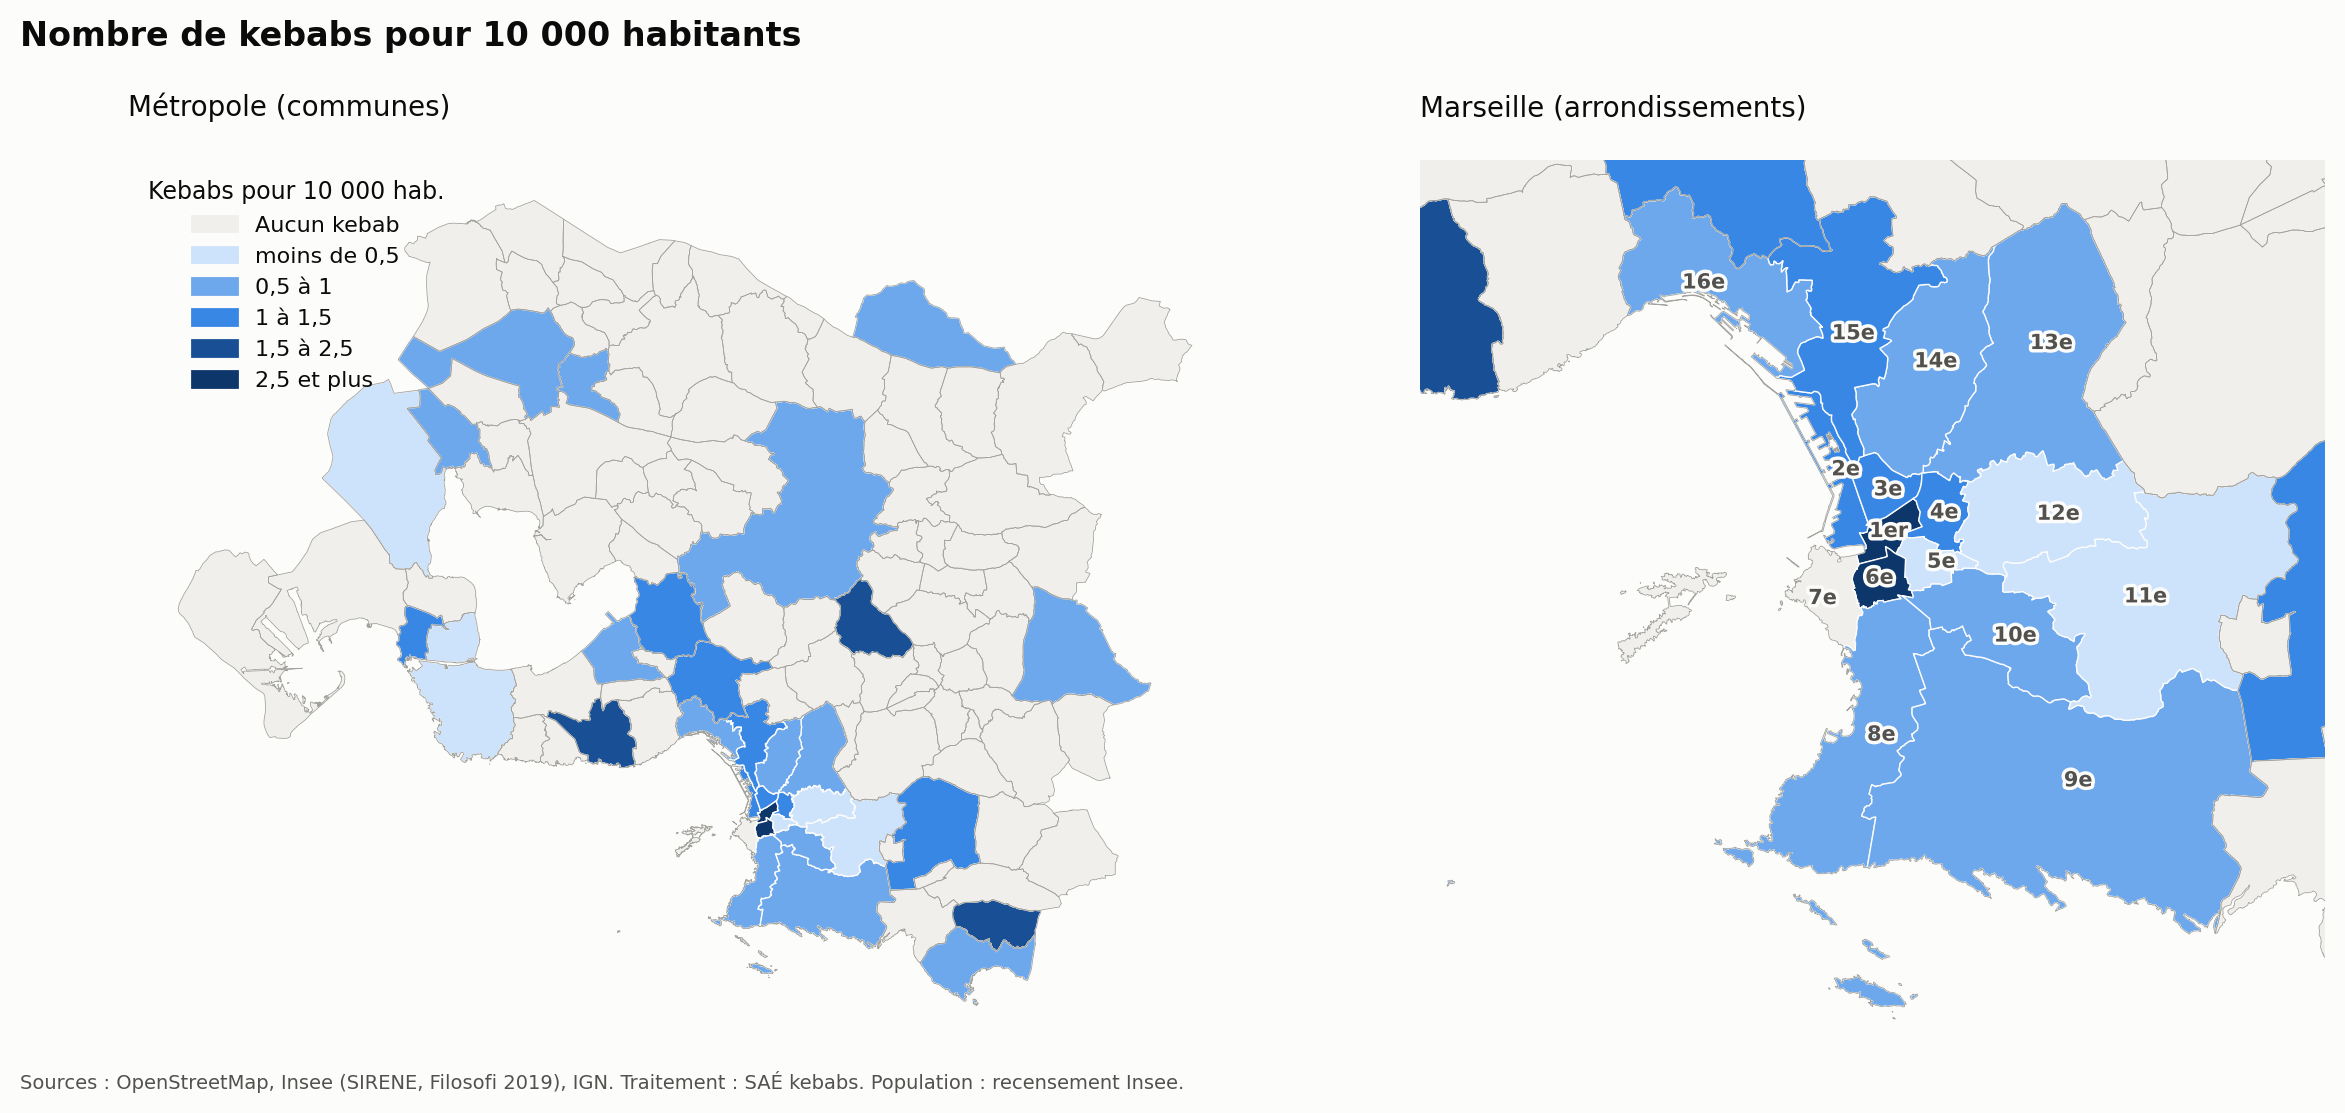 Nombre de kebabs pour 10 000 habitants
Métropole (communes)
Marseille (arrondissements)
Kebabs pour 10 000 hab.
Aucun kebab
moins de 0,5
0,5 à 1
1 à 1,5
1,5 à 2,5
2,5 et plus
16e
15e
14e
13e
2e
3e
4e
12e
1er
5e
6e
7e
11e
10e
8e
9e
Sources : OpenStreetMap, Insee (SIRENE, Filosofi 2019), IGN. Traitement : SAÉ kebabs. Population : recensement Insee.